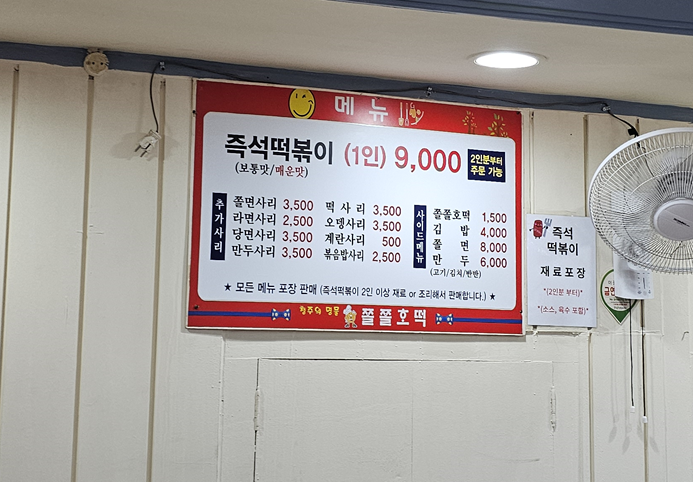 메뉴
즉석떡볶이 (1인) 9,000 2인분부터 주문 가능
(보통맛/매운맛)
추가사리
쫄면사리 3,500 떡 사 리 3,500
라면사리 2,500 오뎅사리 3,500
당면사리 3,500 계란사리 500
만두사리 3,500 볶음밥사리 2,500
사이드메뉴
쫄쫄호떡 1,500
김 밥 4,000
쫄 면 8,000
만 두 6,000
(고기/김치/반반)
★ 모든 메뉴 포장 판매 (즉석떡볶이 2인 이상 재료 or 조리해서 판매합니다.) ★
청주의 명물 쫄쫄호떡
즉석
떡볶이
재료포장
*(2인분 부터)*
*(소스, 육수 포함)*
금연